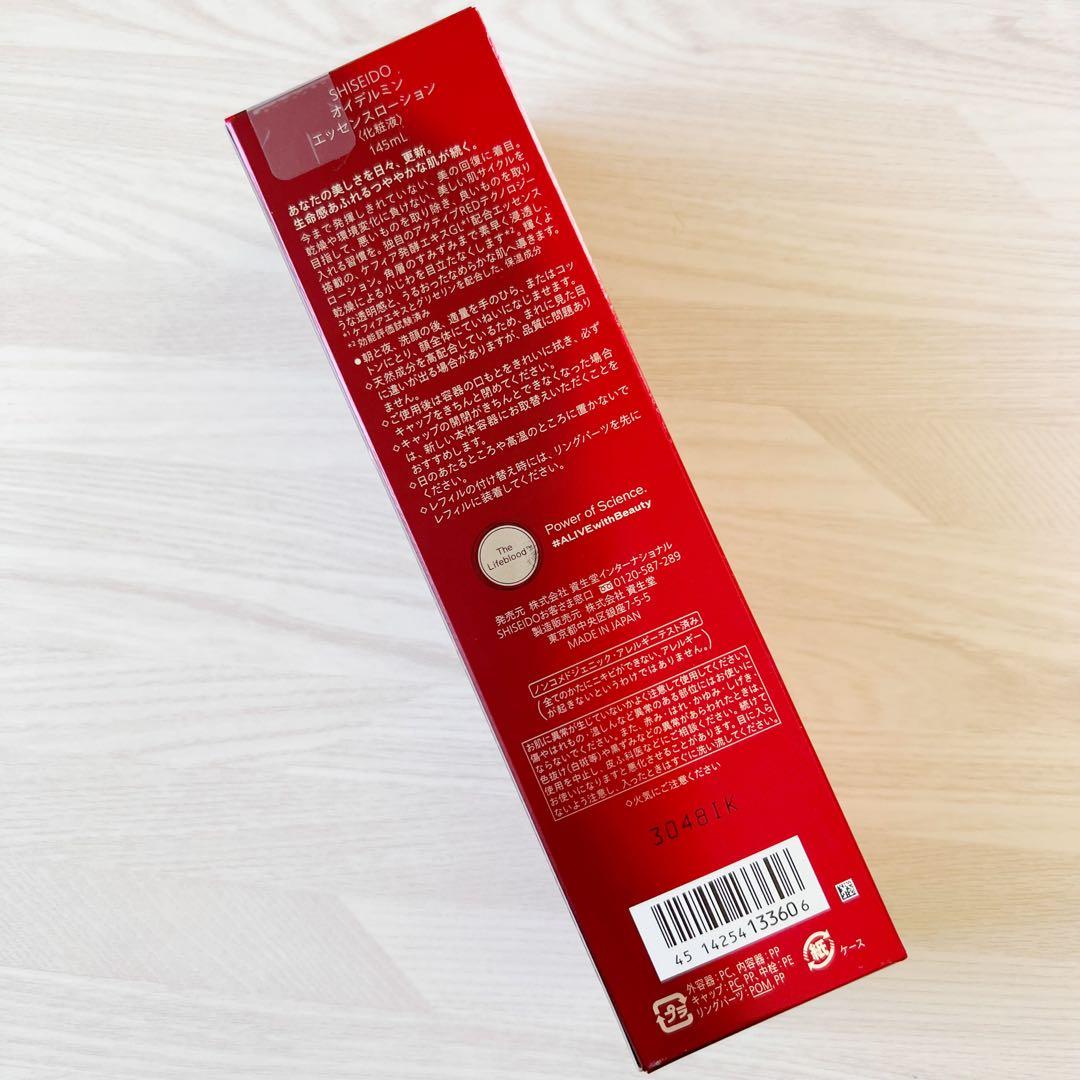 SHISEIDO
オイデルミン
エッセンスローション
〈化粧液〉
145mL
あなたの美しさを日々、更新。
生命感あふれるつややかな肌が続く。
今まで発揮しきれていない、美の回復に着目。
乾燥や環境変化に負けない、美しい肌サイクルを
目指して、悪いものを取り除き、良いものを取り
入れる習慣を。独自のアクティブREDテクノロジー
搭載の、ケフィア発酵エキスGL*¹配合エッセンス
ローション。角層のすみずみまで素早く浸透し、
乾燥による小じわを目立たなくします*²。輝くよ
うな透明感と、うるおったなめらかな肌へ導きます。
*¹ ケフィアエキスとグリセリンを配合した、保湿成分
*² 効能評価試験済み
●朝と夜、洗顔の後、適量を手のひら、またはコッ
トンにとり、顔全体にていねいになじませます。
◇天然成分を高配合しているため、まれに見た目
に違いが出る場合がありますが、品質に問題あり
ません。
◇ご使用後は容器の口もとをきれいに拭き、必ず
キャップをきちんと閉めてください。
◇キャップの開閉がきちんとできなくなった場合
は、新しい本体容器にお取替えいただくことを
おすすめします。
◇日のあたるところや高温のところに置かないで
ください。
◇レフィルの付け替え時には、リングパーツを先に
レフィルに装着してください。
The
Lifeblood™
Power of Science.
#ALIVEwithBeauty
発売元 株式会社 資生堂インターナショナル
SHISEIDOお客さま窓口 0120-587-289
製造販売元 株式会社 資生堂
東京都中央区銀座7-5-5
MADE IN JAPAN
ノンコメドジェニック・アレルギーテスト済み
(全てのかたにニキビができない、アレルギー
が起きないというわけではありません。)
お肌に異常が生じていないかよく注意して使用してください。
傷やはれもの・湿しんなど異常のある部位にはお使いに
ならないでください。また、赤み・はれ・かゆみ・しげき・
色抜け(白斑等)や黒ずみなどの異常があらわれたときは、
使用を中止し、皮ふ科医などにご相談ください。続けて
お使いになりますと悪化させることがあります。目に入ら
ないよう注意し、入ったときはすぐに洗い流してください。
◇火気にご注意ください
3048IK
45 14254 13360 6
外容器:PC、内容器:PP
キャップ:PC、PP、中栓:PE
リングパーツ:POM、PP
プラ
紙
ケース